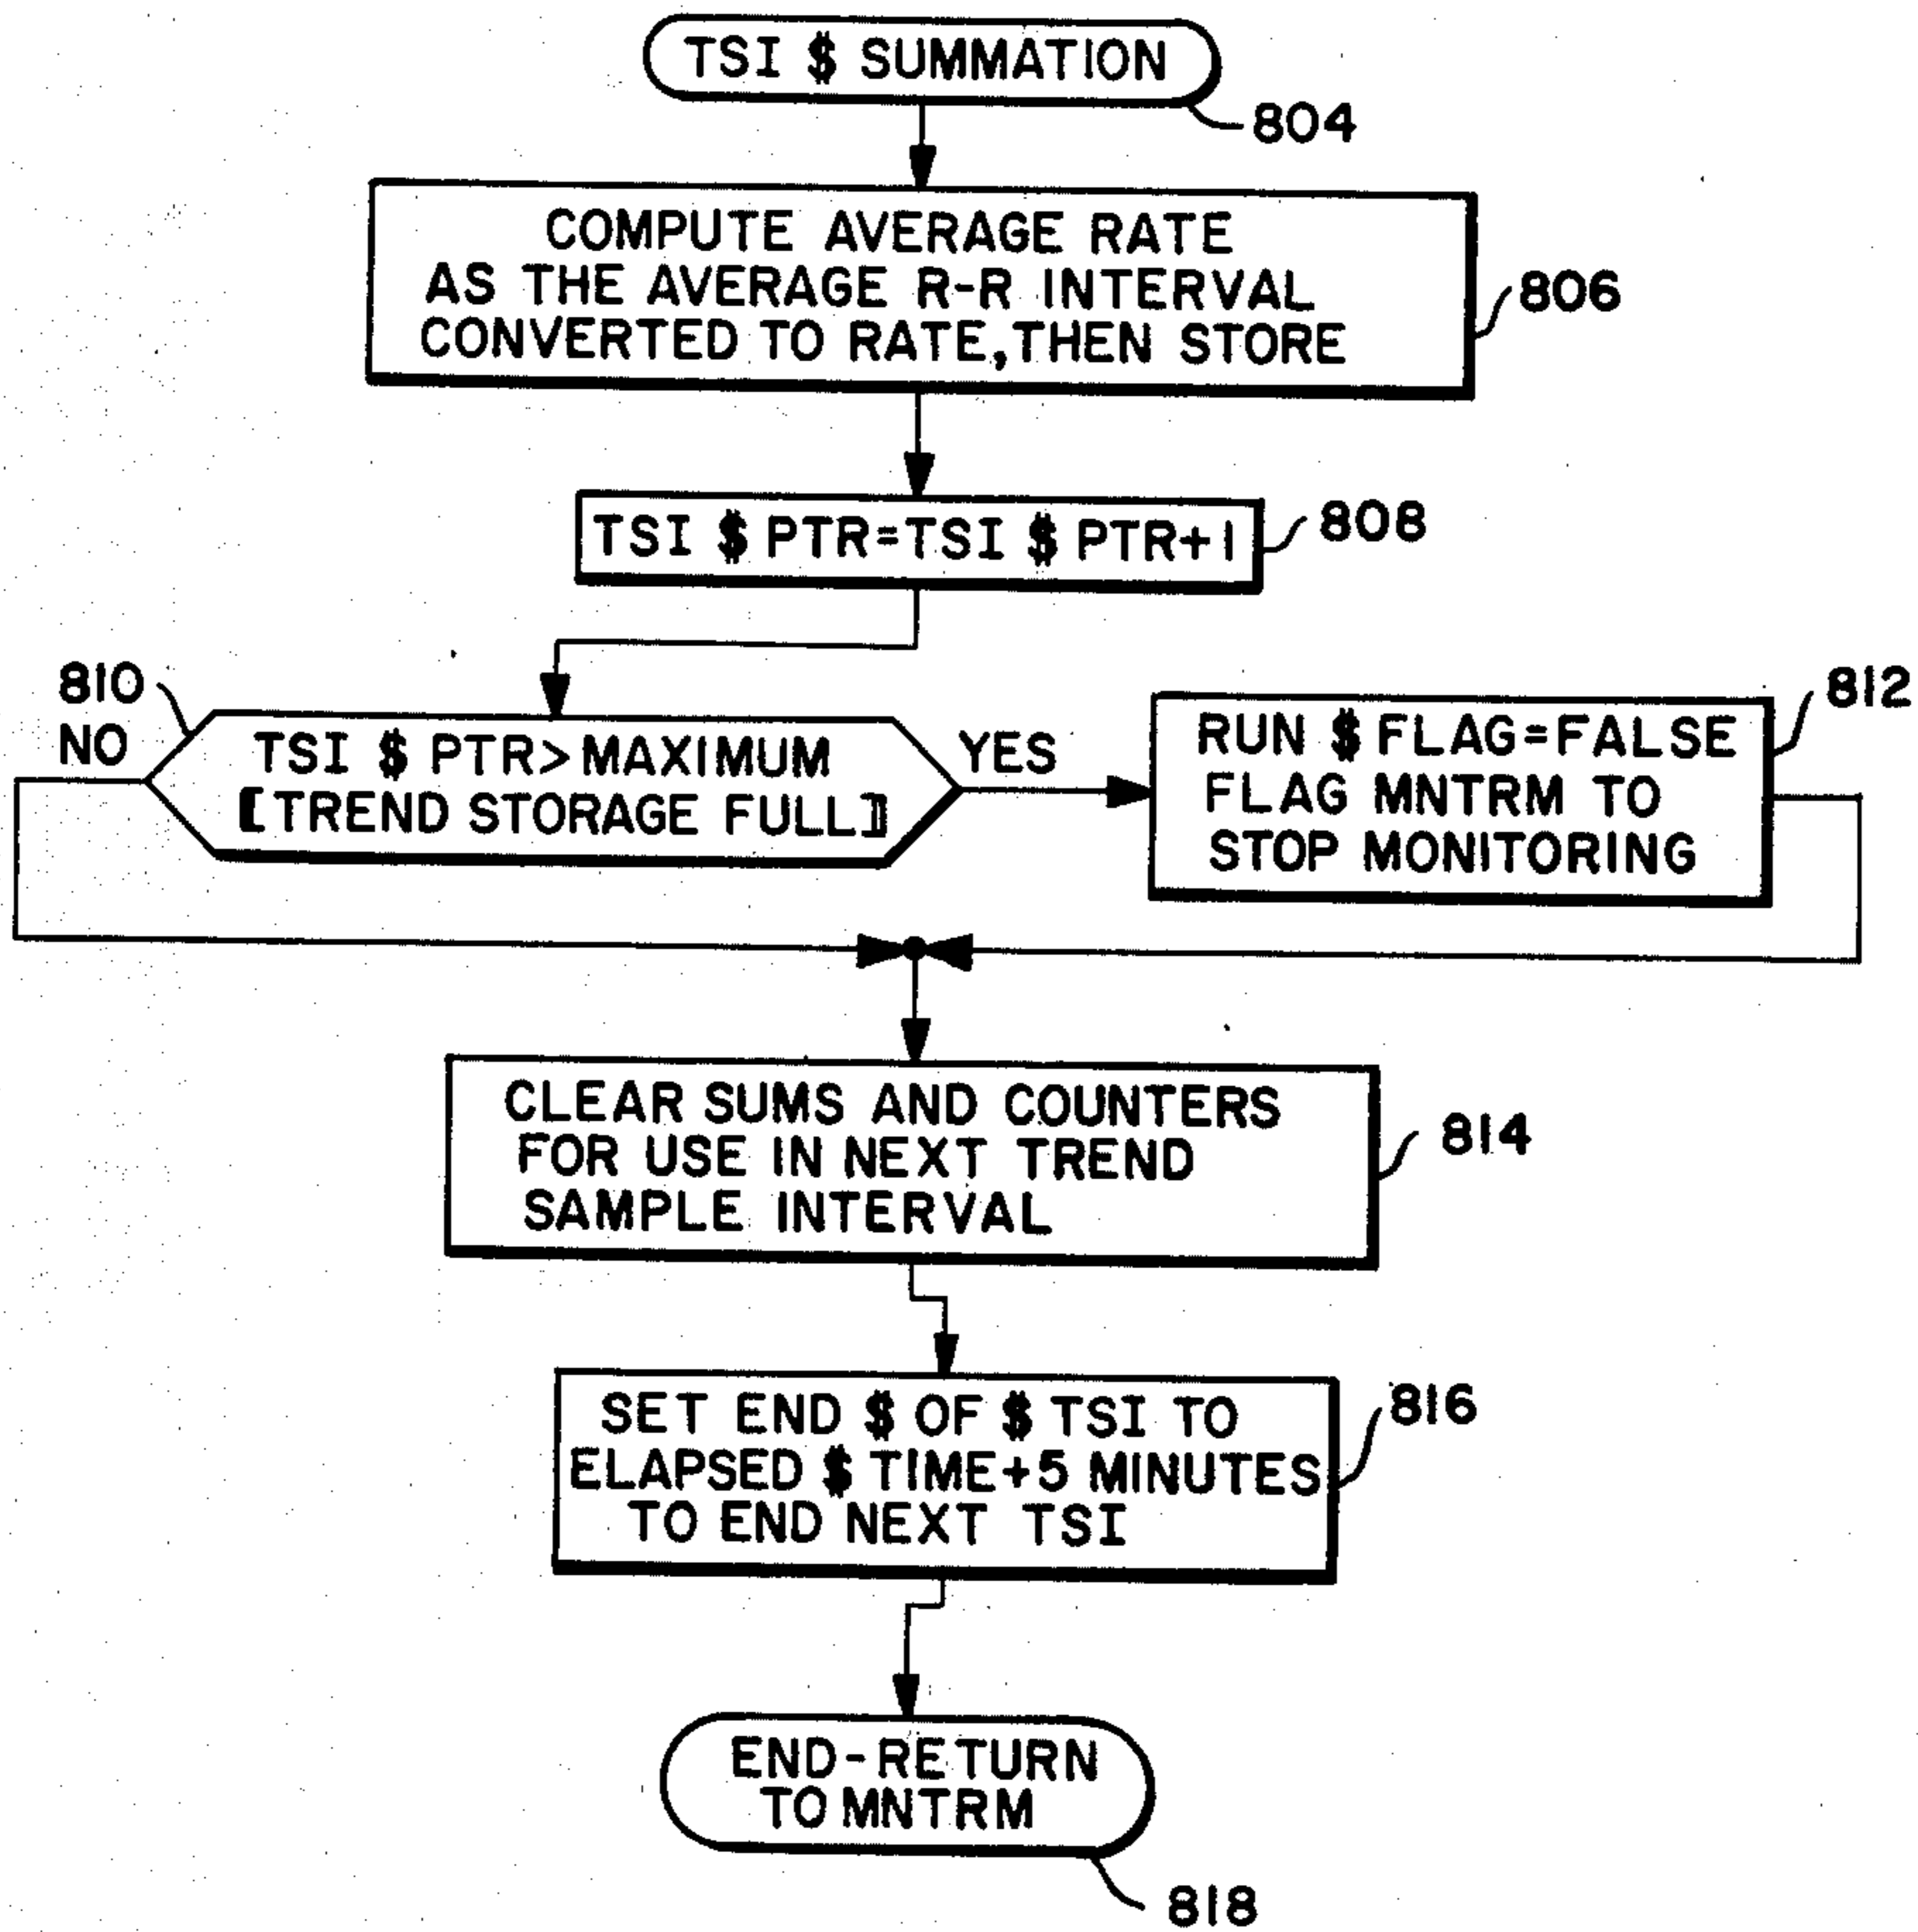 TSI $ SUMMATION
804
COMPUTE AVERAGE RATE
AS THE AVERAGE R-R INTERVAL
CONVERTED TO RATE, THEN STORE
806
TSI $ PTR=TSI $ PTR+1
808
810
NO
TSI $ PTR>MAXIMUM
[TREND STORAGE FULL]
YES
RUN $ FLAG=FALSE
FLAG MNTRM TO
STOP MONITORING
812
CLEAR SUMS AND COUNTERS
FOR USE IN NEXT TREND
SAMPLE INTERVAL
814
SET END $ OF $ TSI TO
ELAPSED $ TIME+5 MINUTES
TO END NEXT TSI
816
END-RETURN
TO MNTRM
818